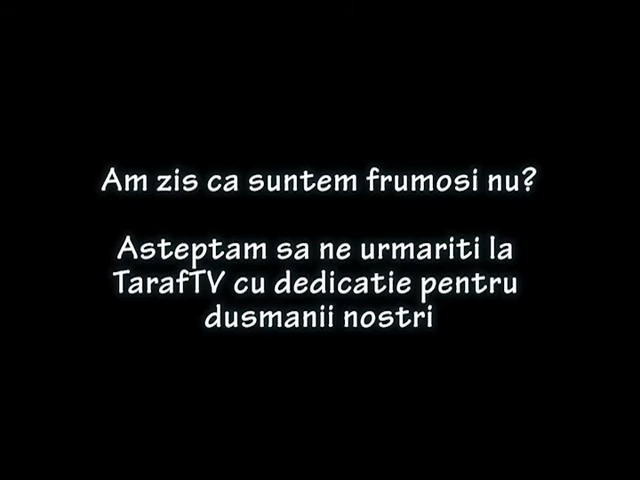 Am zis ca suntem frumosi nu?
Asteptam sa ne urmariti la
TarafTV cu dedicatie pentru
dusmanii nostri